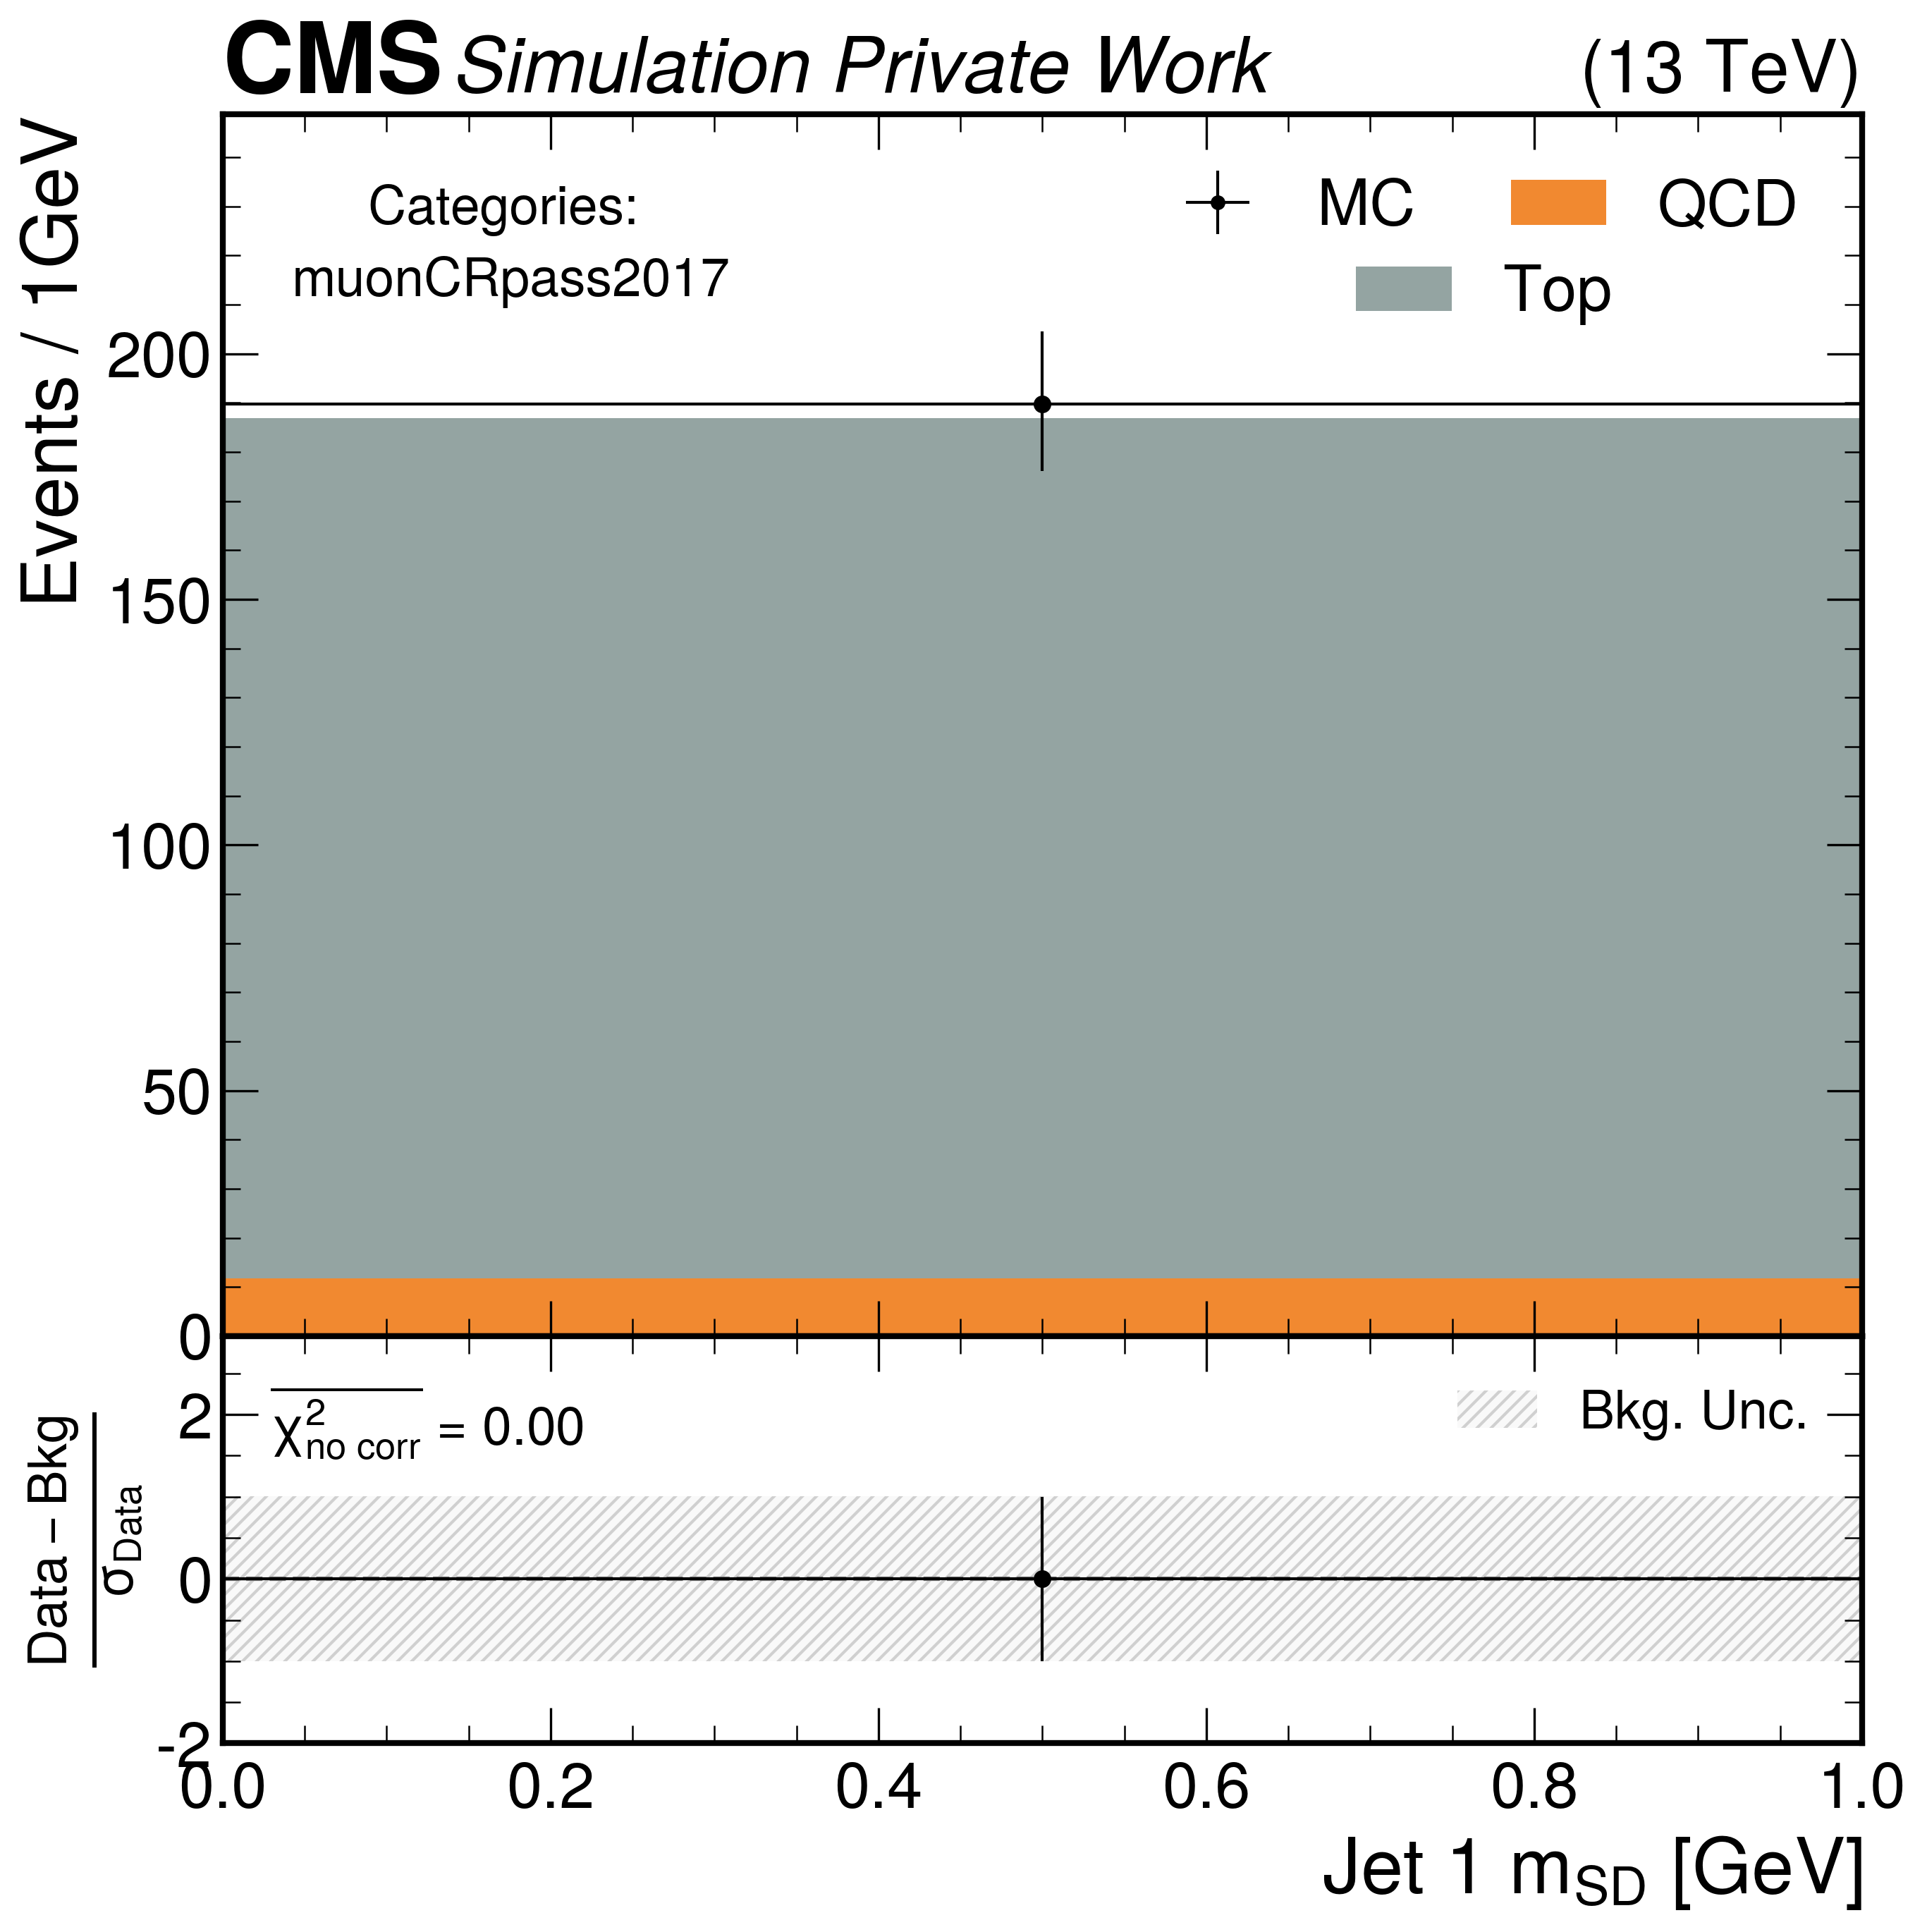 CMS Simulation Private Work (13 TeV)
Events / 1 GeV
Categories:
muonCRpass2017
MC
QCD
Top
200
150
100
50
0
Data − Bkg
σData
2
0
-2
χ²no corr = 0.00
Bkg. Unc.
0.0 0.2 0.4 0.6 0.8 1.0
Jet 1 mSD [GeV]